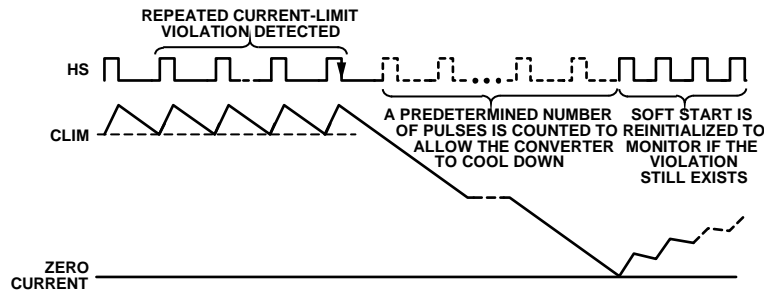 REPEATED CURRENT-LIMIT
VIOLATION DETECTED
HS
CLIM
A PREDETERMINED NUMBER
OF PULSES IS COUNTED TO
ALLOW THE CONVERTER
TO COOL DOWN
SOFT START IS
REINITIALIZED TO
MONITOR IF THE
VIOLATION
STILL EXISTS
ZERO
CURRENT